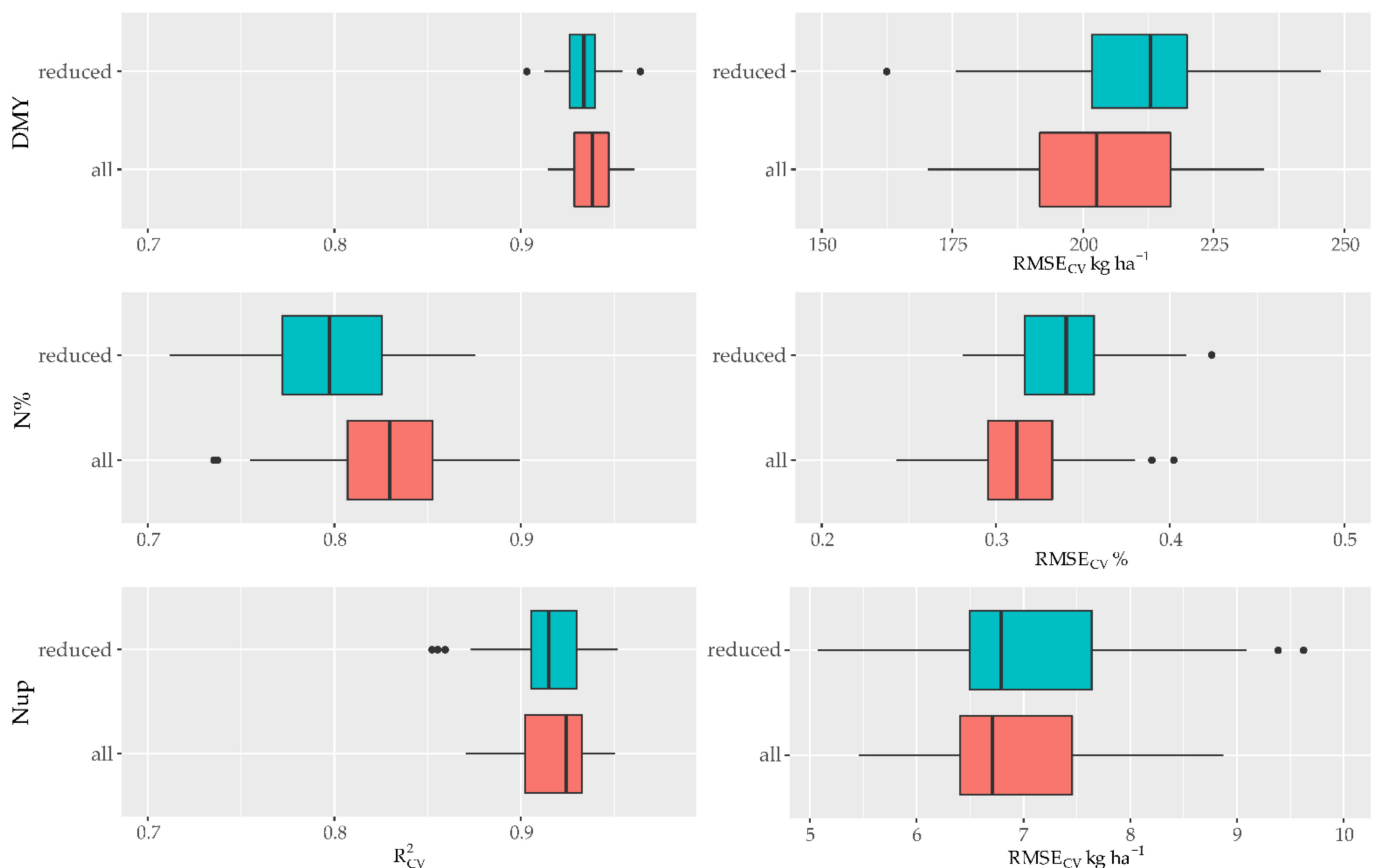 DMY
reduced
all
0.7 0.8 0.9
reduced
all
150 175 200 225 250
RMSE_CV kg ha⁻¹
N%
reduced
all
0.7 0.8 0.9
reduced
all
0.2 0.3 0.4 0.5
RMSE_CV %
Nup
reduced
all
0.7 0.8 0.9
R²_CV
reduced
all
5 6 7 8 9 10
RMSE_CV kg ha⁻¹